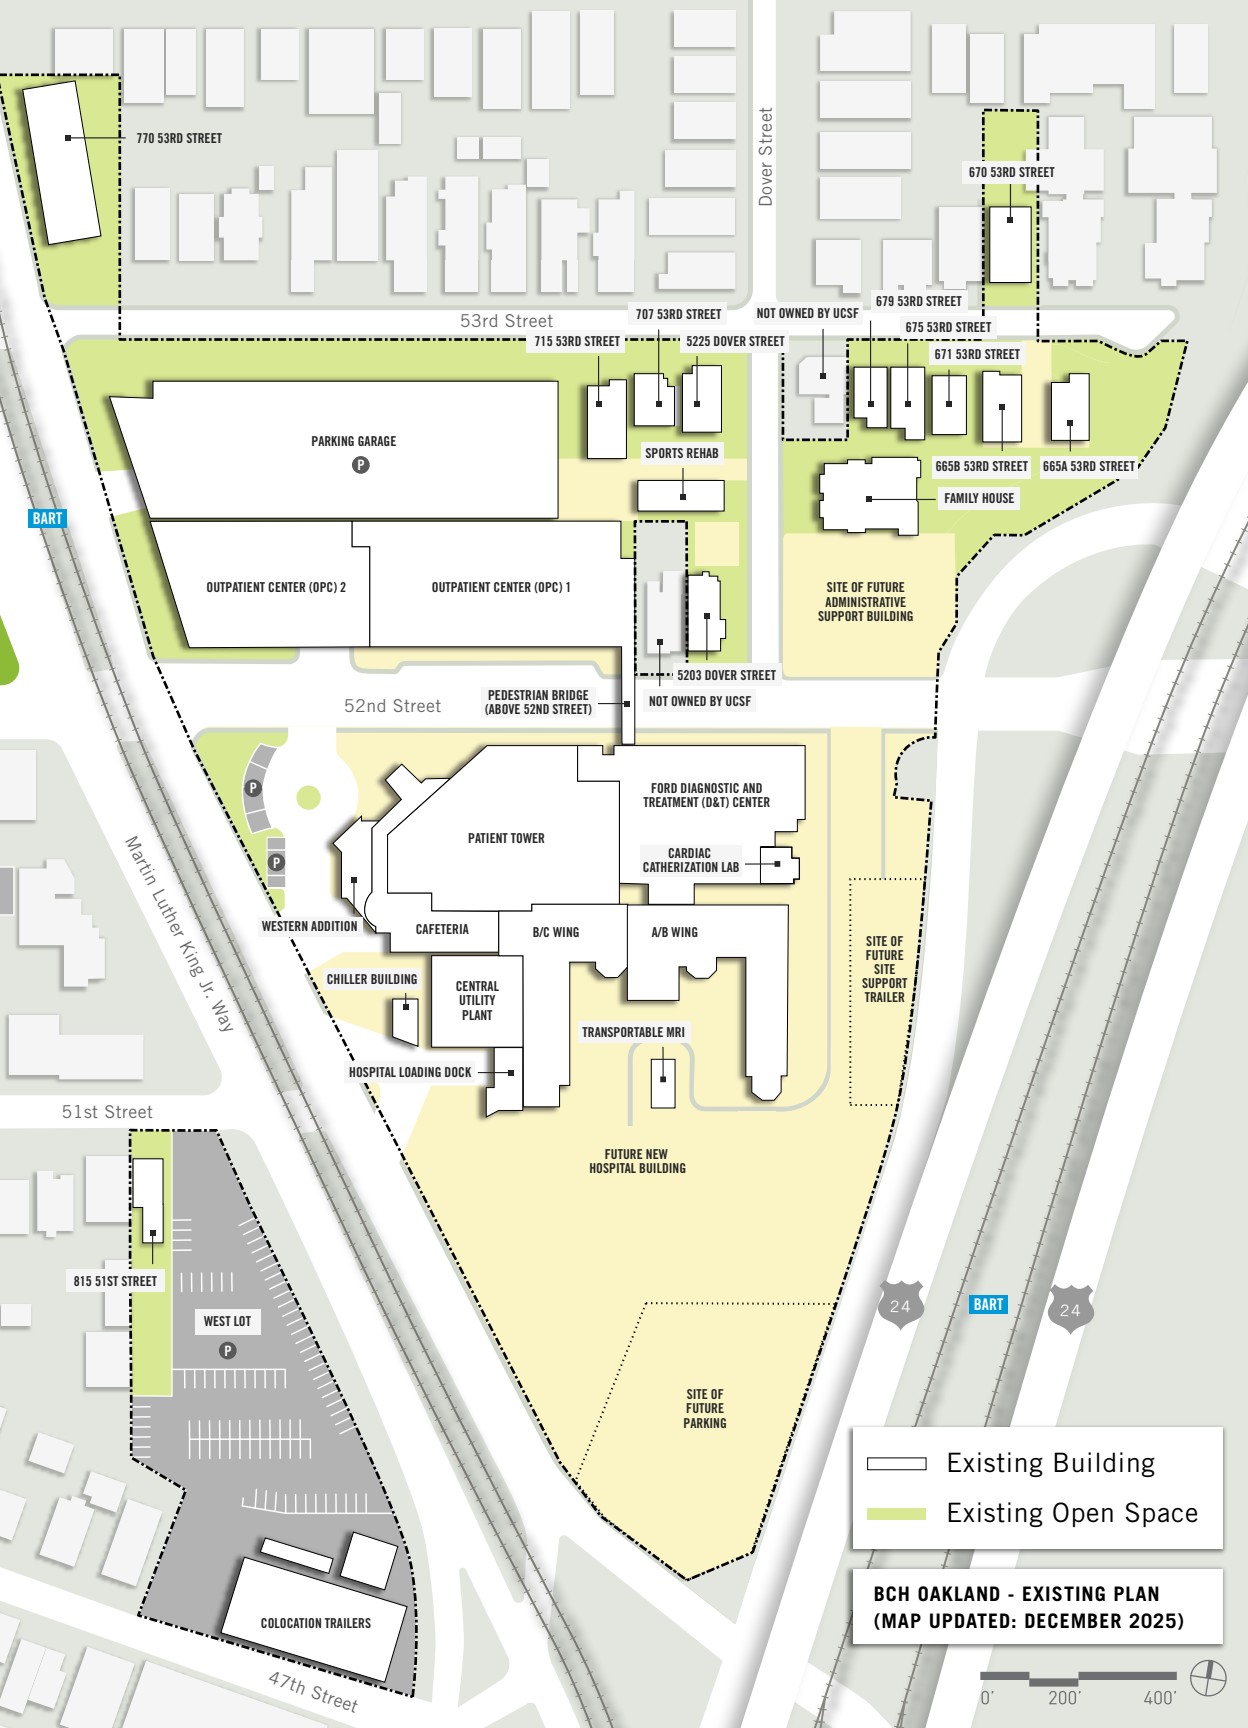 770 53RD STREET
Dover Street
670 53RD STREET
679 53RD STREET
707 53RD STREET
NOT OWNED BY UCSF
53rd Street
675 53RD STREET
715 53RD STREET
5225 DOVER STREET
671 53RD STREET
PARKING GARAGE
P
SPORTS REHAB
665B 53RD STREET
665A 53RD STREET
FAMILY HOUSE
BART
OUTPATIENT CENTER (OPC) 2
OUTPATIENT CENTER (OPC) 1
SITE OF FUTURE
ADMINISTRATIVE
SUPPORT BUILDING
5203 DOVER STREET
PEDESTRIAN BRIDGE
(ABOVE 52ND STREET)
NOT OWNED BY UCSF
52nd Street
P
FORD DIAGNOSTIC AND
TREATMENT (D&T) CENTER
PATIENT TOWER
P
CARDIAC
CATHERIZATION LAB
Martin Luther King Jr. Way
WESTERN ADDITION
CAFETERIA
B/C WING
A/B WING
SITE OF
FUTURE
SITE
SUPPORT
TRAILER
CHILLER BUILDING
CENTRAL
UTILITY
PLANT
TRANSPORTABLE MRI
HOSPITAL LOADING DOCK
51st Street
FUTURE NEW
HOSPITAL BUILDING
815 51ST STREET
WEST LOT
P
24
BART
24
SITE OF
FUTURE
PARKING
Existing Building
Existing Open Space
BCH OAKLAND - EXISTING PLAN
(MAP UPDATED: DECEMBER 2025)
COLOCATION TRAILERS
47th Street
0' 200' 400'